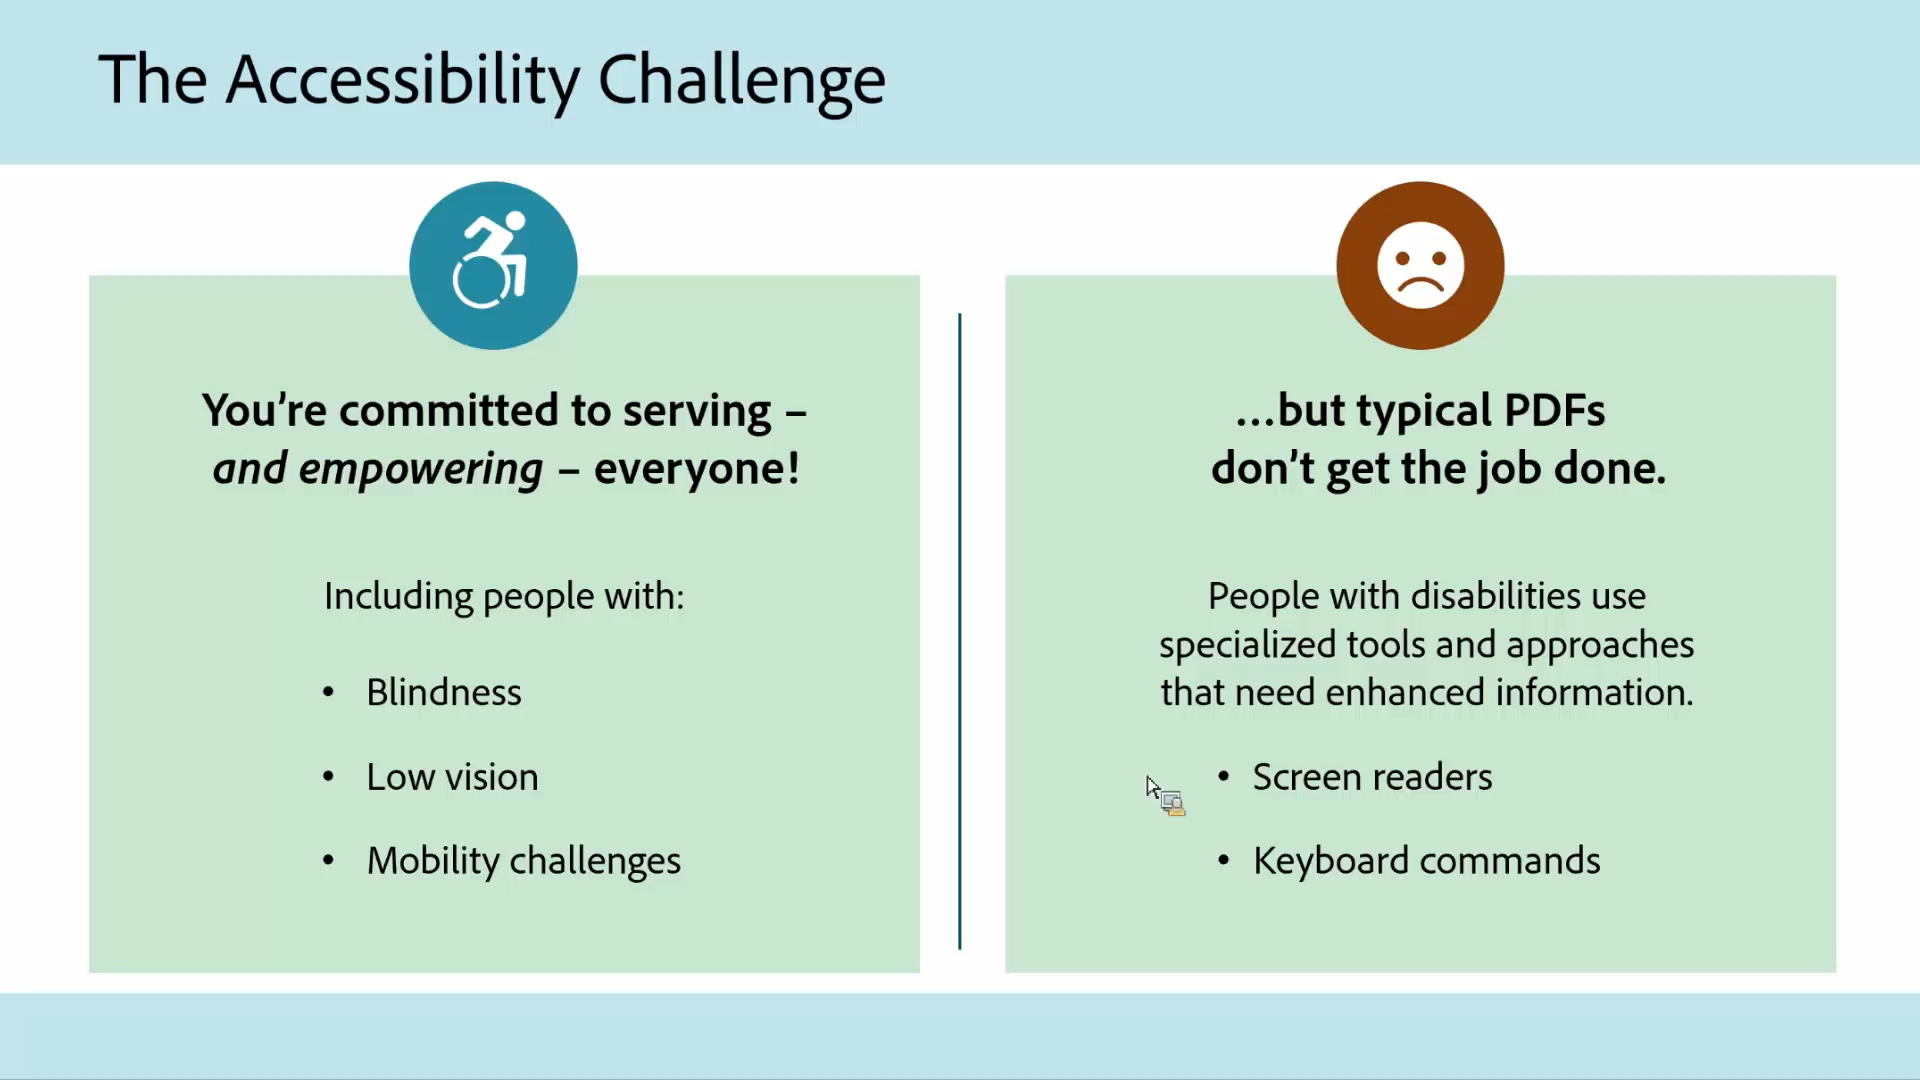 The Accessibility Challenge
You’re committed to serving –
and empowering – everyone!
Including people with:
• Blindness
• Low vision
• Mobility challenges
...but typical PDFs
don’t get the job done.
People with disabilities use
specialized tools and approaches
that need enhanced information.
• Screen readers
• Keyboard commands